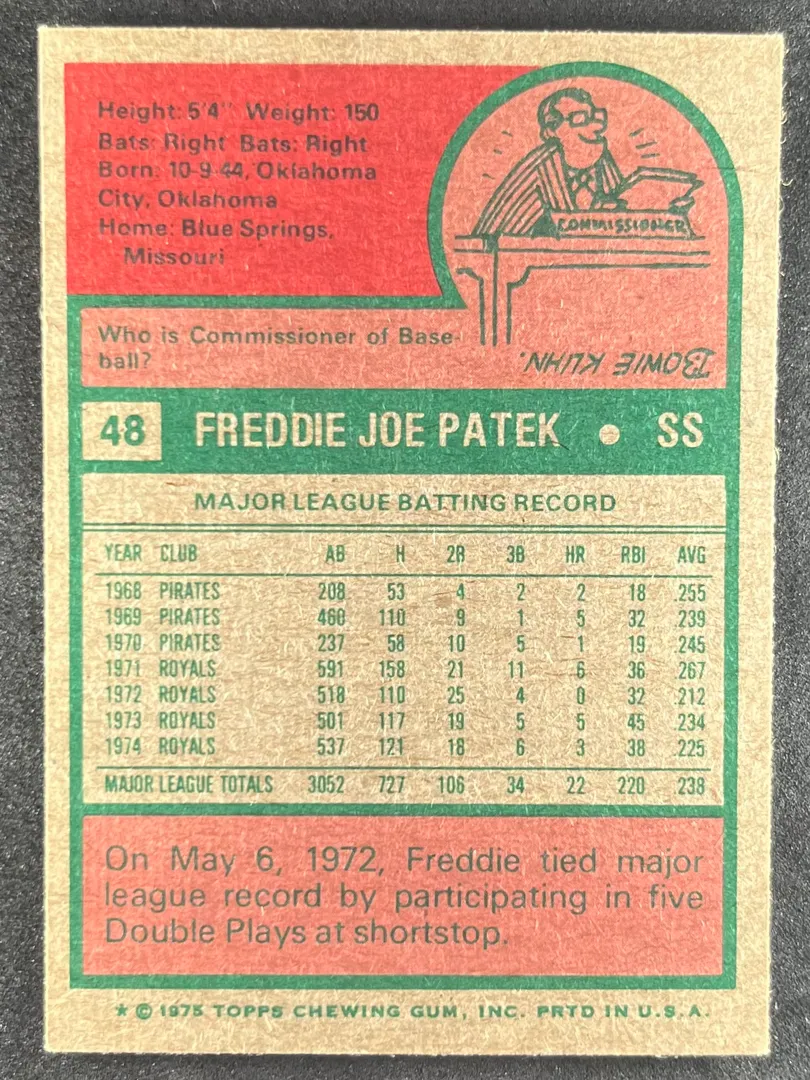 Height: 5'4" Weight: 150
Bats: Right Bats: Right
Born: 10-9-44, Oklahoma
City, Oklahoma
Home: Blue Springs,
Missouri
COMMISSIONER
Who is Commissioner of Base-
ball?
BOWIE KUHN.
48 FREDDIE JOE PATEK • SS
MAJOR LEAGUE BATTING RECORD
YEAR CLUB AB H 2B 3B HR RBI AVG
1968 PIRATES 208 53 4 2 2 18 .255
1969 PIRATES 460 110 9 1 5 32 .239
1970 PIRATES 237 58 10 5 1 19 .245
1971 ROYALS 591 158 21 11 6 36 .267
1972 ROYALS 518 110 25 4 0 32 .212
1973 ROYALS 501 117 19 5 5 45 .234
1974 ROYALS 537 121 18 6 3 38 .225
MAJOR LEAGUE TOTALS 3052 727 106 34 22 220 .238
On May 6, 1972, Freddie tied major
league record by participating in five
Double Plays at shortstop.
* © 1975 TOPPS CHEWING GUM, INC. PRTD IN U.S.A.